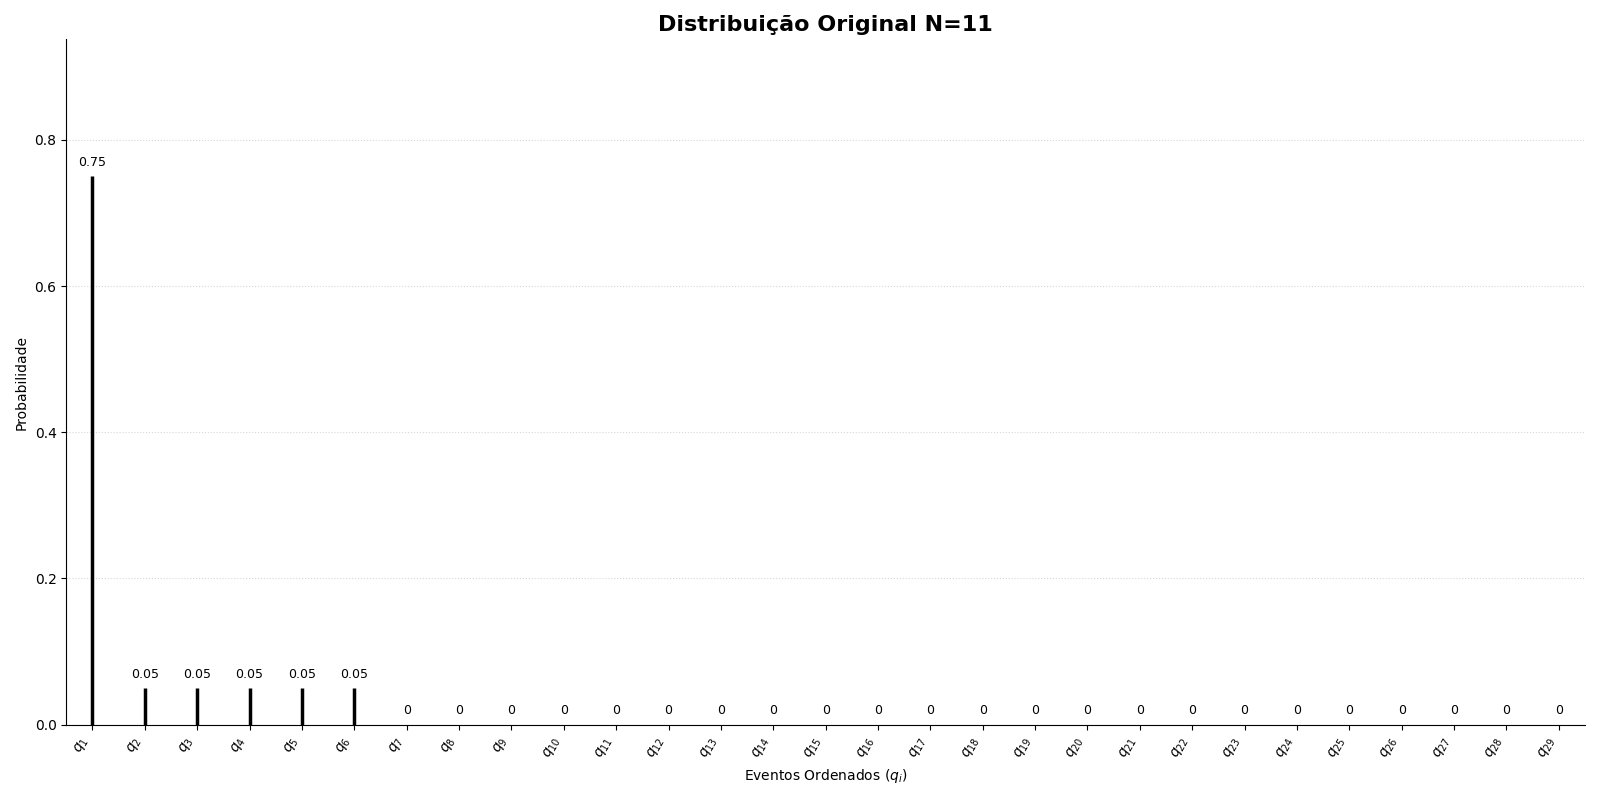 Distribuição Original N=11
Probabilidade
0.8
0.6
0.4
0.2
0.0
0.75
0.05 0.05 0.05 0.05 0.05
0 0 0 0 0 0 0 0 0 0 0 0 0 0 0 0 0 0 0 0 0 0 0
q1 q2 q3 q4 q5 q6 q7 q8 q9 q10 q11 q12 q13 q14 q15 q16 q17 q18 q19 q20 q21 q22 q23 q24 q25 q26 q27 q28 q29
Eventos Ordenados (qi)